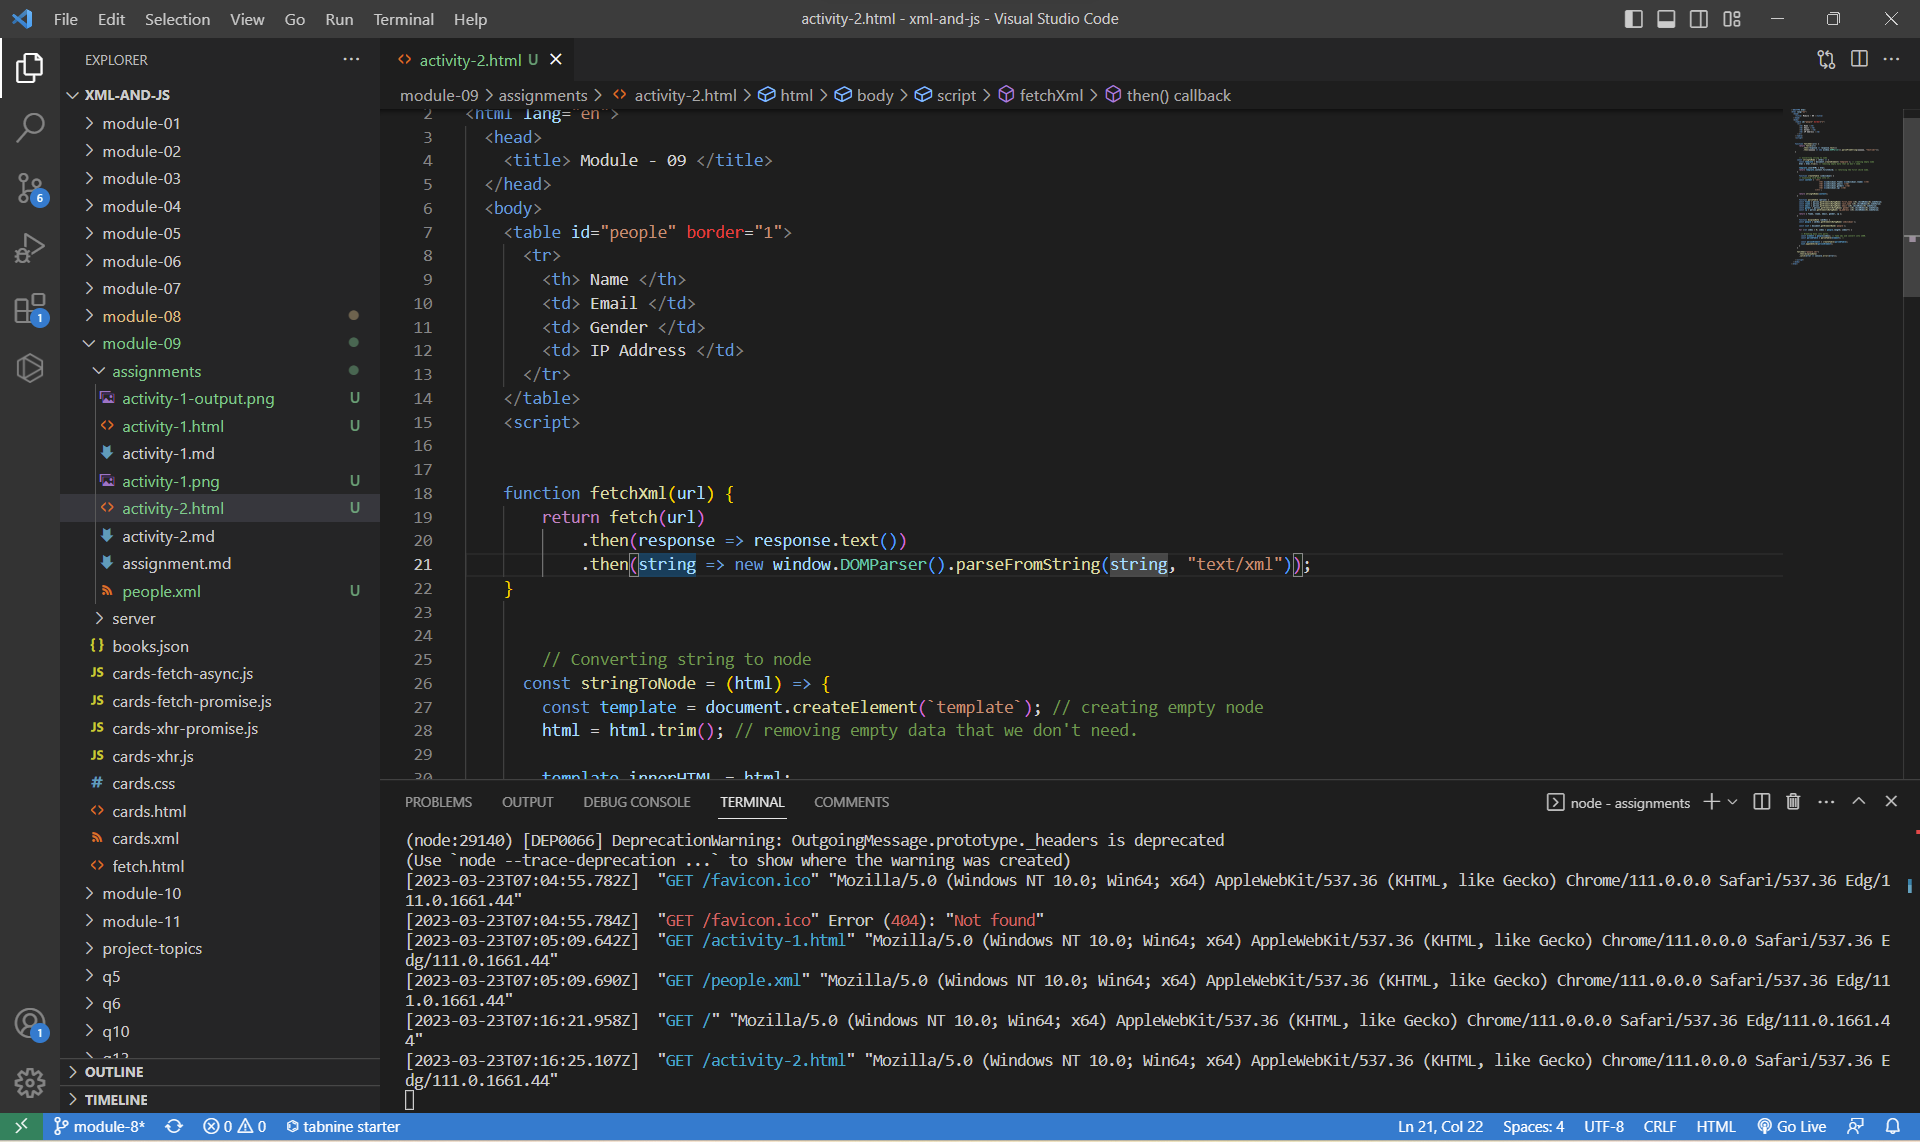 File Edit Selection View Go Run Terminal Help
activity-2.html - xml-and-js - Visual Studio Code
EXPLORER
XML-AND-JS
module-01
module-02
module-03
module-04
module-05
module-06
module-07
module-08
module-09
assignments
activity-1-output.png U
activity-1.html U
activity-1.md
activity-1.png U
activity-2.html U
activity-2.md
assignment.md
people.xml U
server
books.json
cards-fetch-async.js
cards-fetch-promise.js
cards-xhr-promise.js
cards-xhr.js
cards.css
cards.html
cards.xml
fetch.html
module-10
module-11
project-topics
q5
q6
q10
OUTLINE
TIMELINE
6
1
1
activity-2.html U
module-09 > assignments > activity-2.html > html > body > script > fetchXml > then() callback
2 <html lang="en">
3 <head>
4 <title> Module - 09 </title>
5 </head>
6 <body>
7 <table id="people" border="1">
8 <tr>
9 <th> Name </th>
10 <td> Email </td>
11 <td> Gender </td>
12 <td> IP Address </td>
13 </tr>
14 </table>
15 <script>
16
17
18 function fetchXml(url) {
19 return fetch(url)
20 .then(response => response.text())
21 .then(string => new window.DOMParser().parseFromString(string, "text/xml"));
22 }
23
24
25 // Converting string to node
26 const stringToNode = (html) => {
27 const template = document.createElement(`template`); // creating empty node
28 html = html.trim(); // removing empty data that we don't need.
29
30 template.innerHTML = html;
PROBLEMS OUTPUT DEBUG CONSOLE TERMINAL COMMENTS
node - assignments
(node:29140) [DEP0066] DeprecationWarning: OutgoingMessage.prototype._headers is deprecated
(Use `node --trace-deprecation ...` to show where the warning was created)
[2023-03-23T07:04:55.782Z] "GET /favicon.ico" "Mozilla/5.0 (Windows NT 10.0; Win64; x64) AppleWebKit/537.36 (KHTML, like Gecko) Chrome/111.0.0.0 Safari/537.36 Edg/1
11.0.1661.44"
[2023-03-23T07:04:55.784Z] "GET /favicon.ico" Error (404): "Not found"
[2023-03-23T07:05:09.642Z] "GET /activity-1.html" "Mozilla/5.0 (Windows NT 10.0; Win64; x64) AppleWebKit/537.36 (KHTML, like Gecko) Chrome/111.0.0.0 Safari/537.36 E
dg/111.0.1661.44"
[2023-03-23T07:05:09.690Z] "GET /people.xml" "Mozilla/5.0 (Windows NT 10.0; Win64; x64) AppleWebKit/537.36 (KHTML, like Gecko) Chrome/111.0.0.0 Safari/537.36 Edg/11
1.0.1661.44"
[2023-03-23T07:16:21.958Z] "GET /" "Mozilla/5.0 (Windows NT 10.0; Win64; x64) AppleWebKit/537.36 (KHTML, like Gecko) Chrome/111.0.0.0 Safari/537.36 Edg/111.0.1661.4
4"
[2023-03-23T07:16:25.107Z] "GET /activity-2.html" "Mozilla/5.0 (Windows NT 10.0; Win64; x64) AppleWebKit/537.36 (KHTML, like Gecko) Chrome/111.0.0.0 Safari/537.36 E
dg/111.0.1661.44"
module-8* 0 0 tabnine starter
Ln 21, Col 22 Spaces: 4 UTF-8 CRLF HTML Go Live